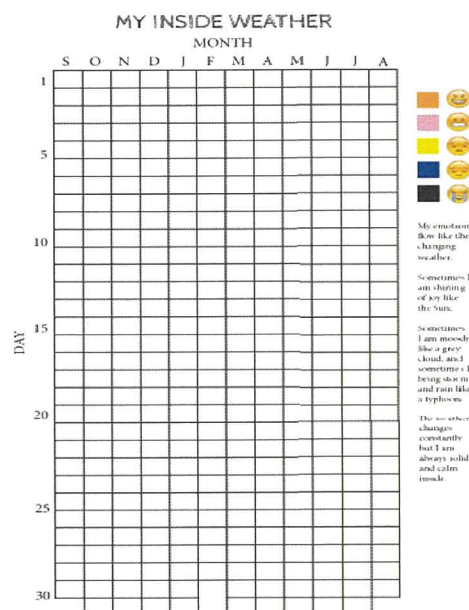 MY INSIDE WEATHER
MONTH
S O N D J F M A M J J A
1
5
10
15
DAY
20
25
30
My emotion
flow like the
changing
weather.
Sometimes I
am shining
of joy like
the Sun;
Sometimes
I am moody
like a grey
cloud, and
sometimes I
bring storm
and rain like
a typhoon
The weather
changes
constantly
but I am
always solid
and calm
inside